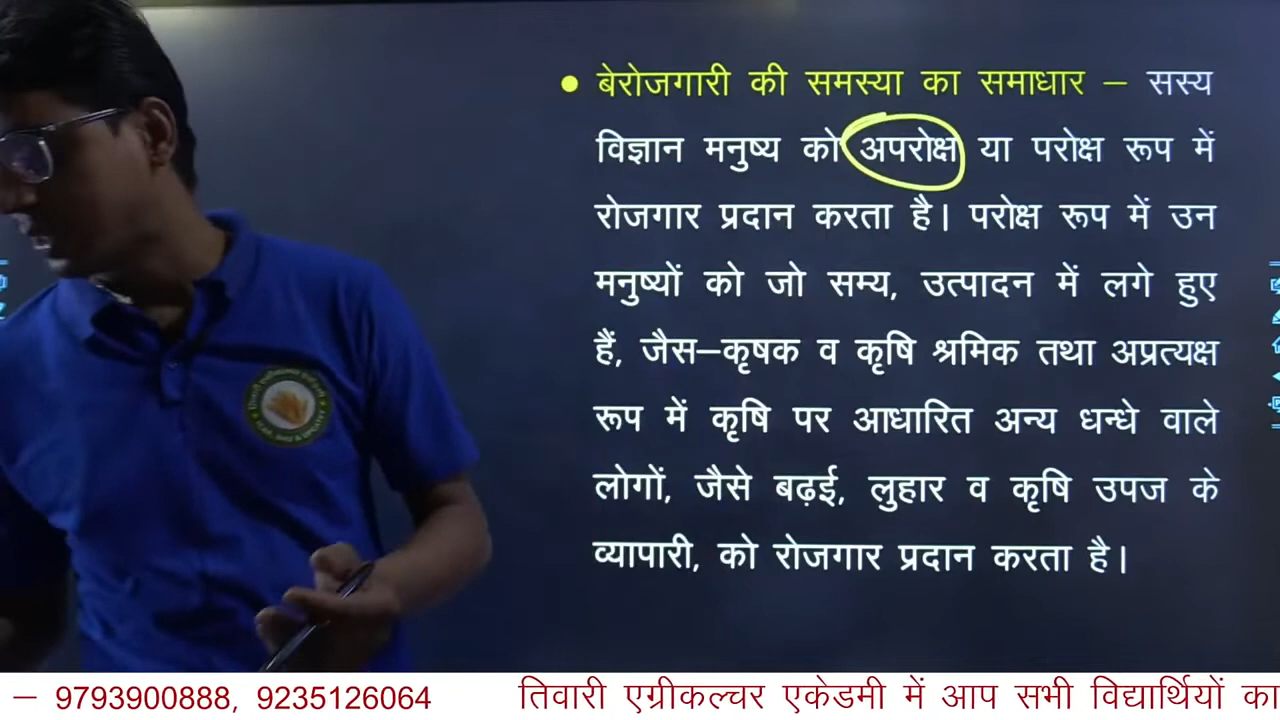 ● बेरोजगारी की समस्या का समाधार – सस्य
विज्ञान मनुष्य को अपरोक्ष या परोक्ष रूप में
रोजगार प्रदान करता है। परोक्ष रूप में उन
मनुष्यों को जो सम्य, उत्पादन में लगे हुए
हैं, जैस–कृषक व कृषि श्रमिक तथा अप्रत्यक्ष
रूप में कृषि पर आधारित अन्य धन्धे वाले
लोगों, जैसे बढ़ई, लुहार व कृषि उपज के
व्यापारी, को रोजगार प्रदान करता है।
– 9793900888, 9235126064 तिवारी एग्रीकल्चर एकेडमी में आप सभी विद्यार्थियों का